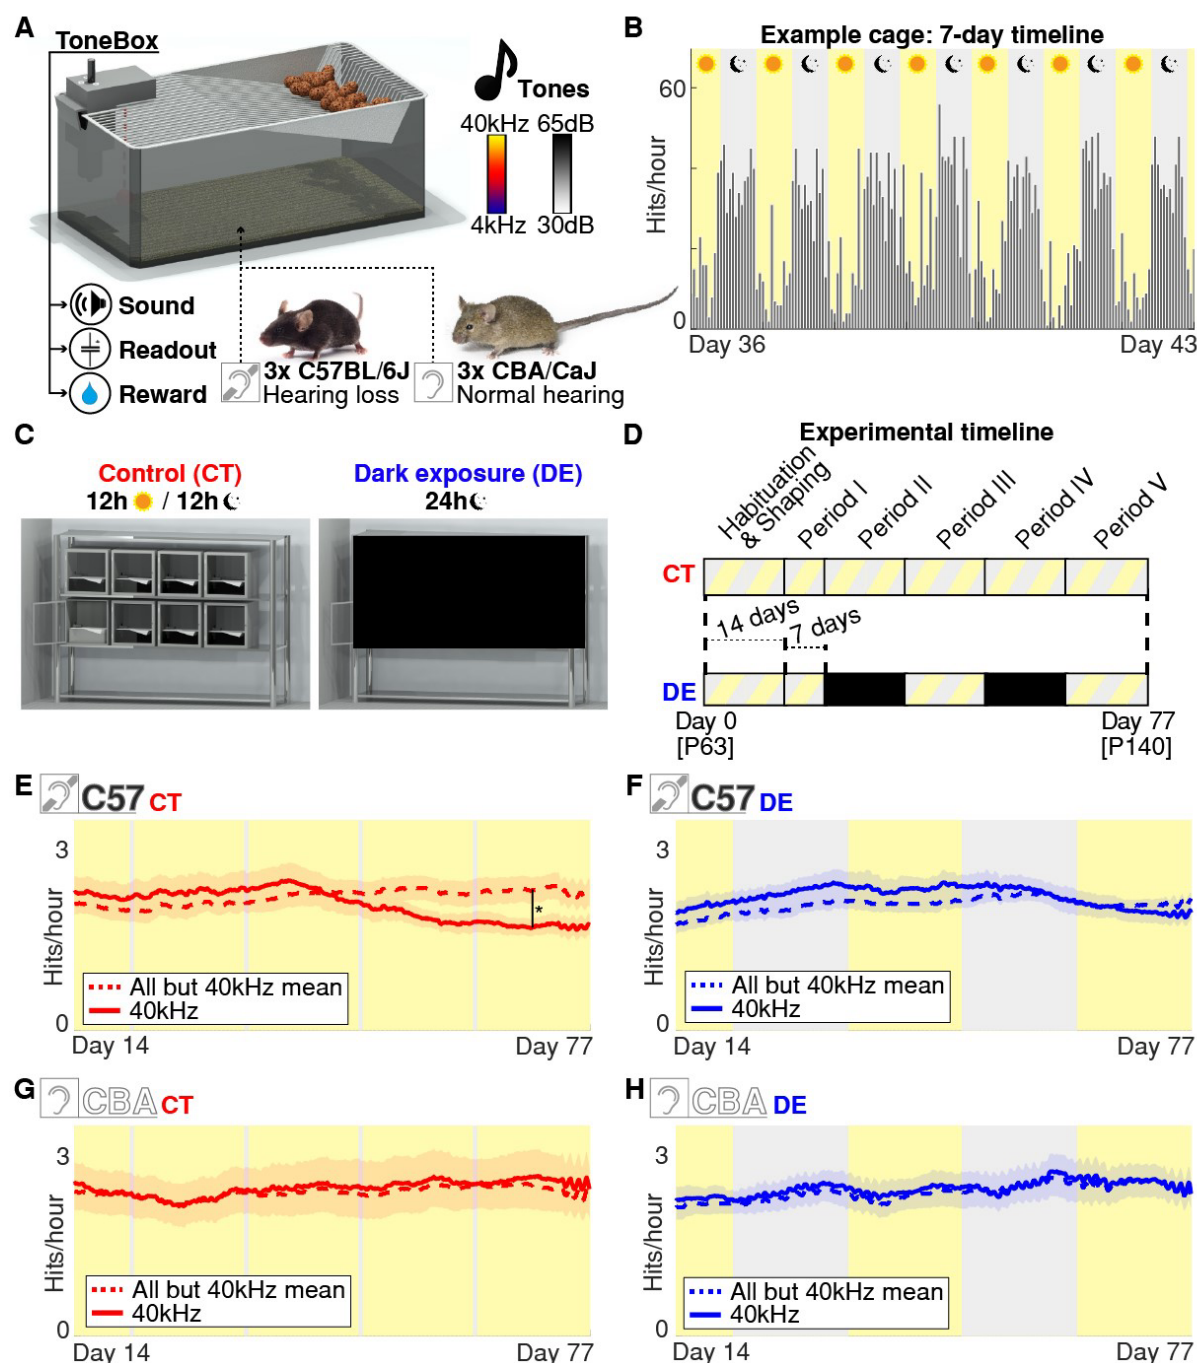 A
ToneBox
Tones
40kHz 65dB
4kHz 30dB
Sound
Readout
Reward
3x C57BL/6J
Hearing loss
3x CBA/CaJ
Normal hearing
B
Example cage: 7-day timeline
60
Hits/hour
0
Day 36
Day 43
C
Control (CT)
12h / 12h
Dark exposure (DE)
24h
D
Experimental timeline
Habituation
& Shaping
Period I
Period II
Period III
Period IV
Period V
CT
14 days
7 days
DE
Day 0
[P63]
Day 77
[P140]
E
C57 CT
3
Hits/hour
*
All but 40kHz mean
40kHz
0
Day 14
Day 77
F
C57 DE
3
Hits/hour
All but 40kHz mean
40kHz
0
Day 14
Day 77
G
CBA CT
3
Hits/hour
All but 40kHz mean
40kHz
0
Day 14
Day 77
H
CBA DE
3
Hits/hour
All but 40kHz mean
40kHz
0
Day 14
Day 77